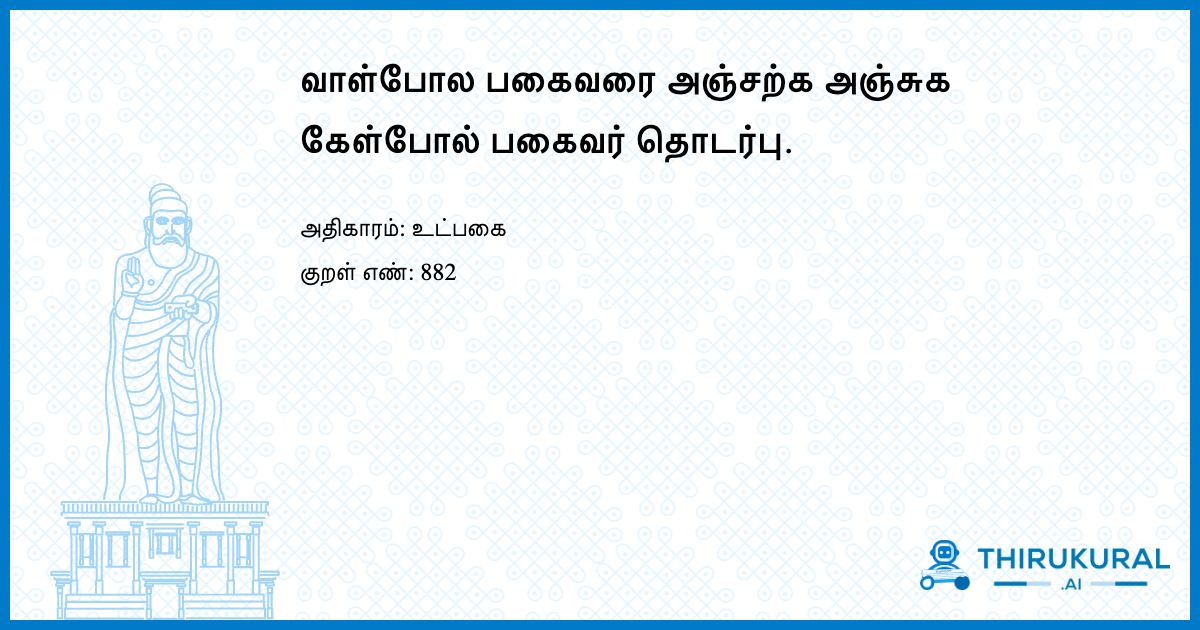 வாள்போல பகைவரை அஞ்சற்க அஞ்சுக
கேள்போல் பகைவர் தொடர்பு.
அதிகாரம்: உட்பகை
குறள் எண்: 882
THIRUKURAL
.AI